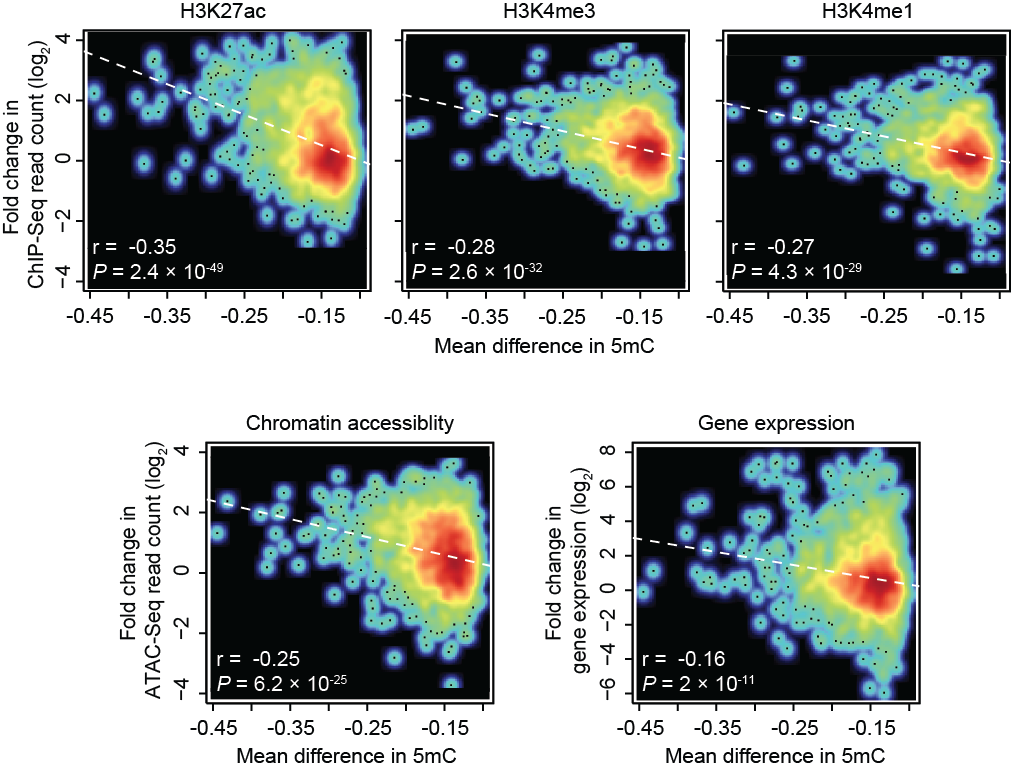 H3K27ac H3K4me3 H3K4me1
Fold change in
ChIP-Seq read count (log2)
4
2
0
−2
−4
r = -0.35
P = 2.4 × 10-49
r = -0.28
P = 2.6 × 10-32
r = -0.27
P = 4.3 × 10-29
-0.45 -0.35 -0.25 -0.15 -0.45 -0.35 -0.25 -0.15 -0.45 -0.35 -0.25 -0.15
Mean difference in 5mC
Chromatin accessiblity
Fold change in
ATAC-Seq read count (log2)
4
2
0
−2
−4
r = -0.25
P = 6.2 × 10-25
-0.45 -0.35 -0.25 -0.15
Mean difference in 5mC
Gene expression
Fold change in
gene expression (log2)
8
6
4
2
0
−2
−4
−6
r = -0.16
P = 2 × 10-11
-0.45 -0.35 -0.25 -0.15
Mean difference in 5mC